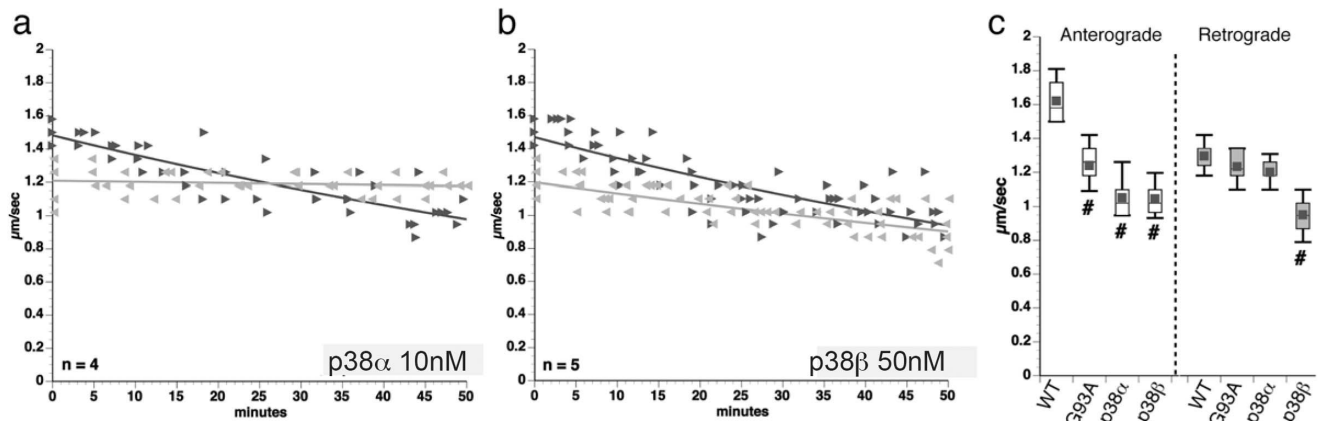 a
2
1.8
1.6
1.4
1.2
1
0.8
0.6
0.4
0.2
0
µm/sec
n = 4
p38α 10nM
0 5 10 15 20 25 30 35 40 45 50
minutes
b
2
1.8
1.6
1.4
1.2
1
0.8
0.6
0.4
0.2
0
µm/sec
n = 5
p38β 50nM
0 5 10 15 20 25 30 35 40 45 50
minutes
c
Anterograde Retrograde
2
1.8
1.6
1.4
1.2
1
0.8
0.6
0.4
0.2
0
µm/sec
# # # #
WT G93A p38α p38β WT G93A p38α p38β